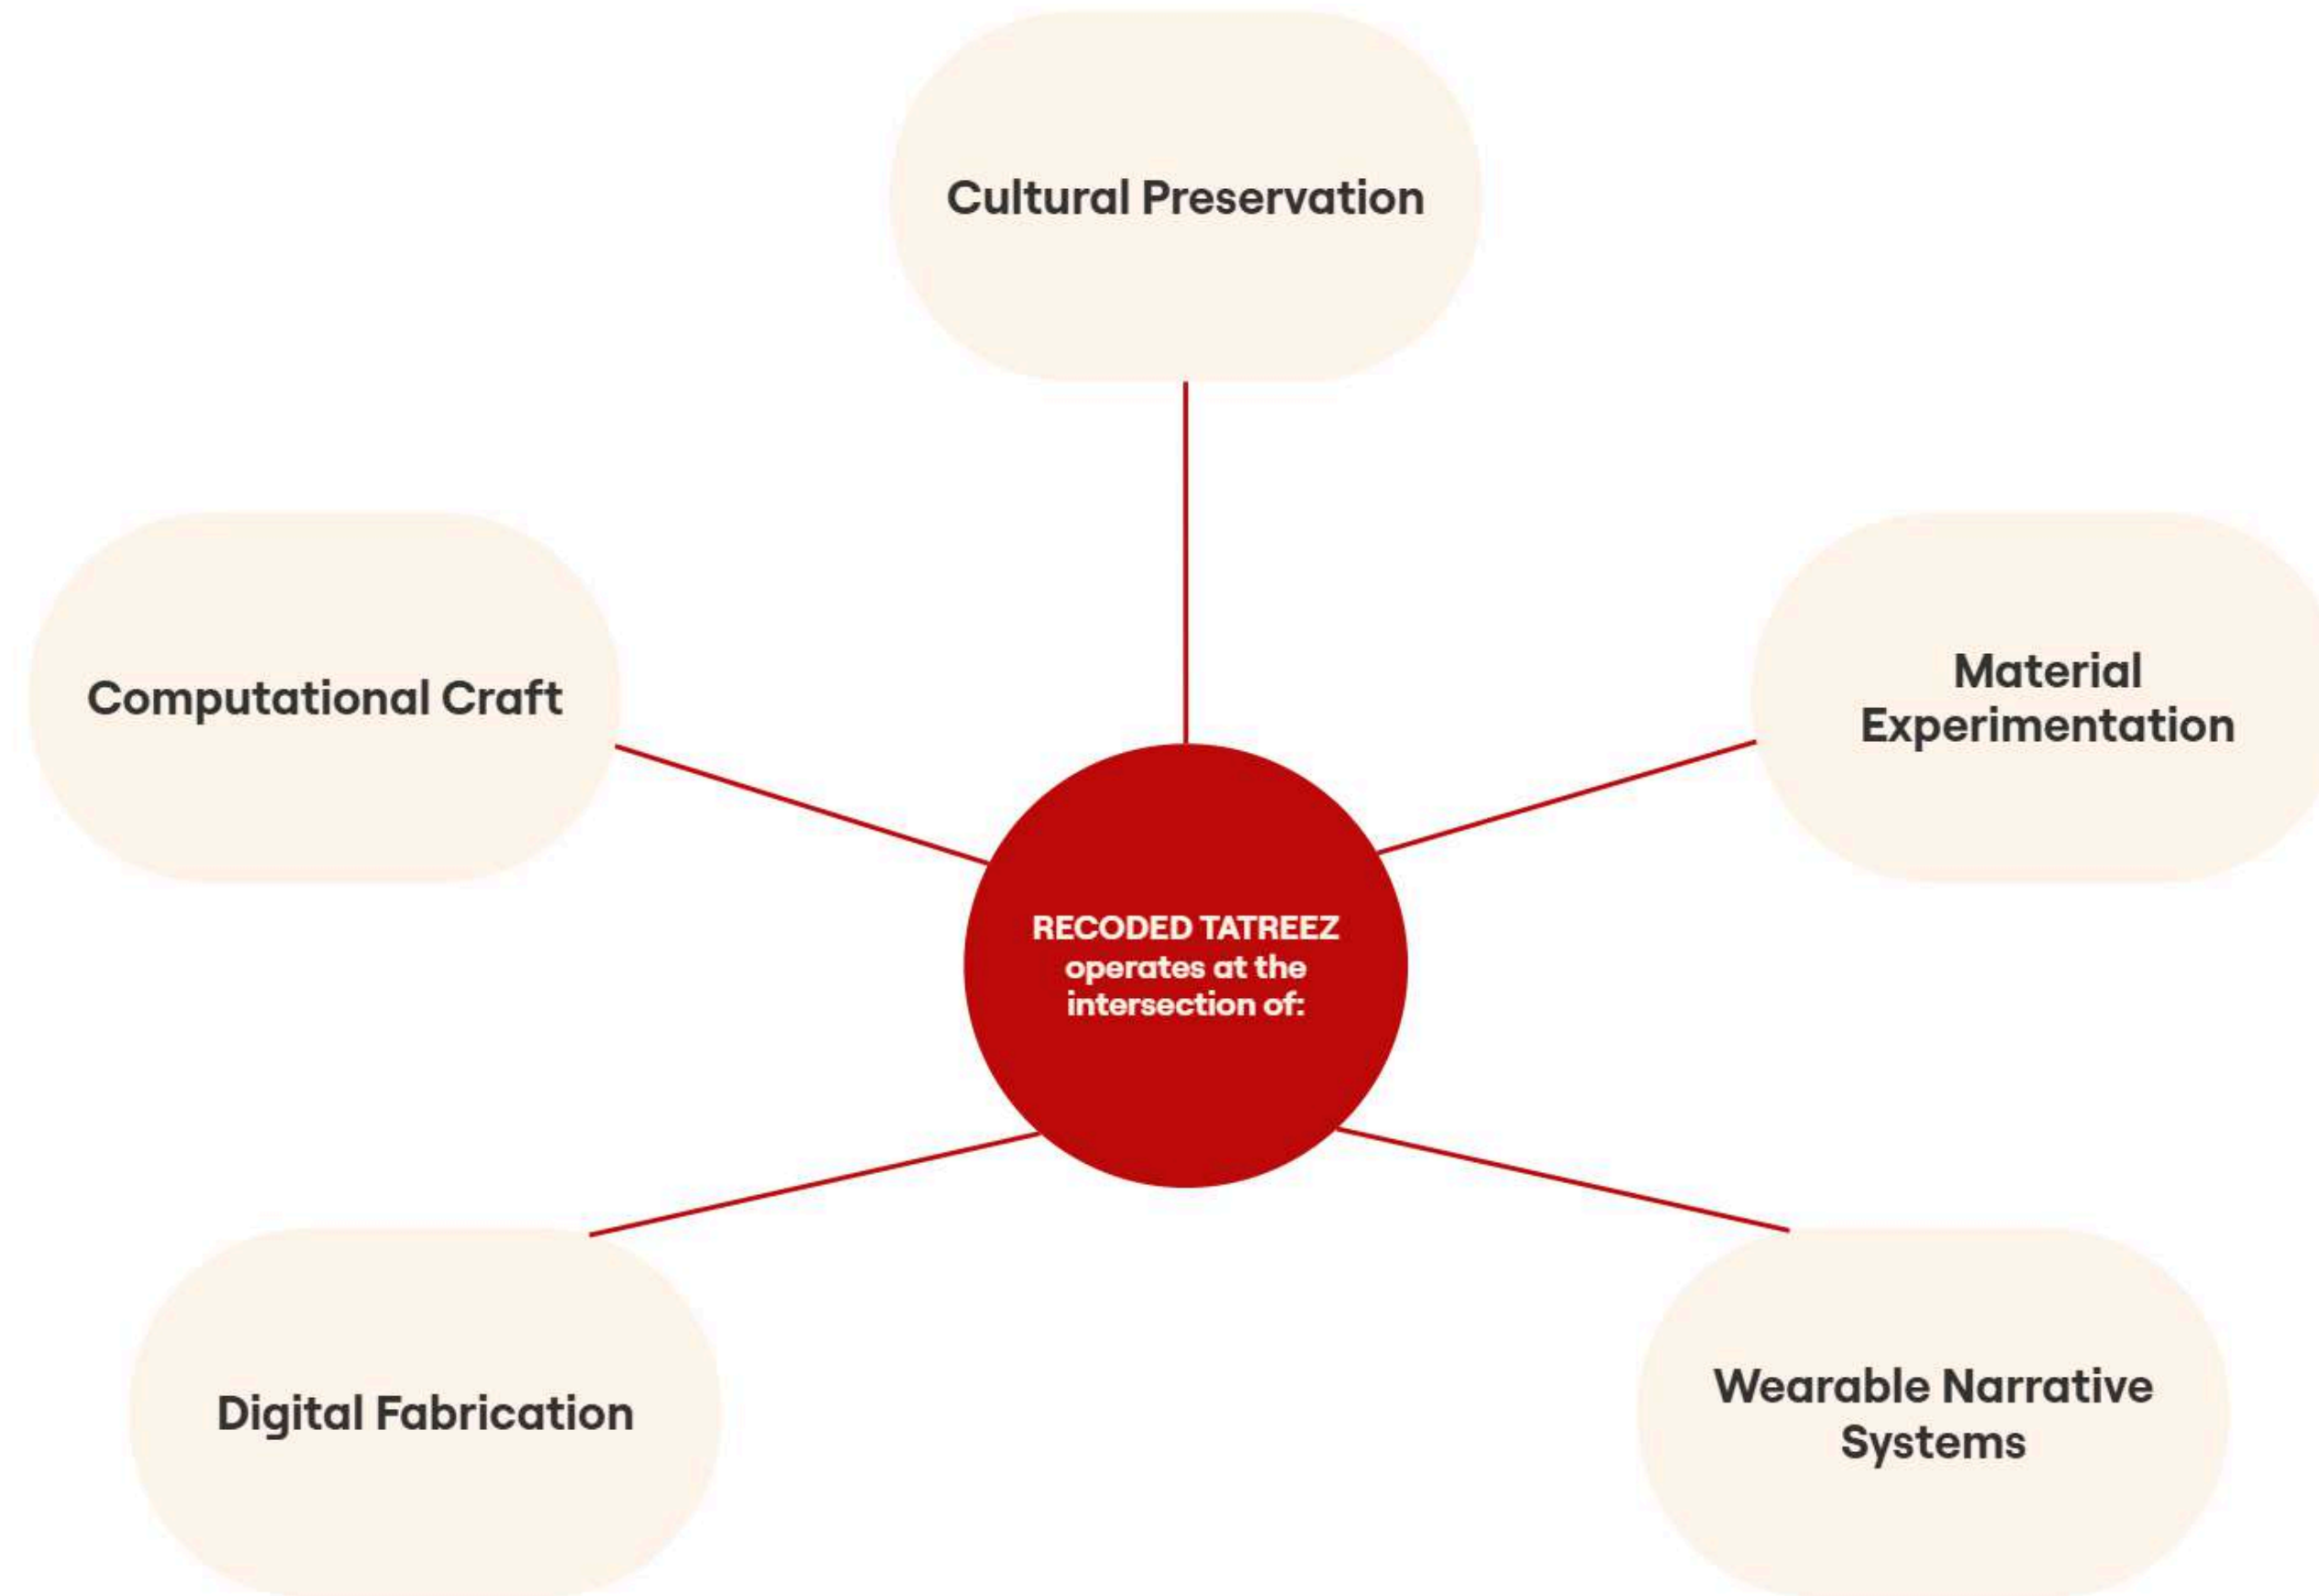 Cultural Preservation
Computational Craft
Material
Experimentation
RECODED TATREEZ
operates at the
intersection of:
Digital Fabrication
Wearable Narrative
Systems